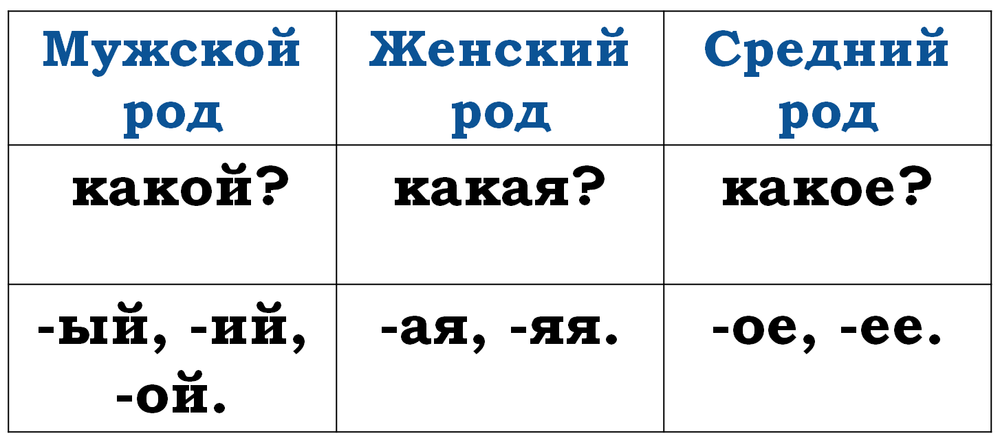 Мужской род
Женский род
Средний род
какой?
какая?
какое?
-ый, -ий,
-ой.
-ая, -яя.
-ое, -ее.